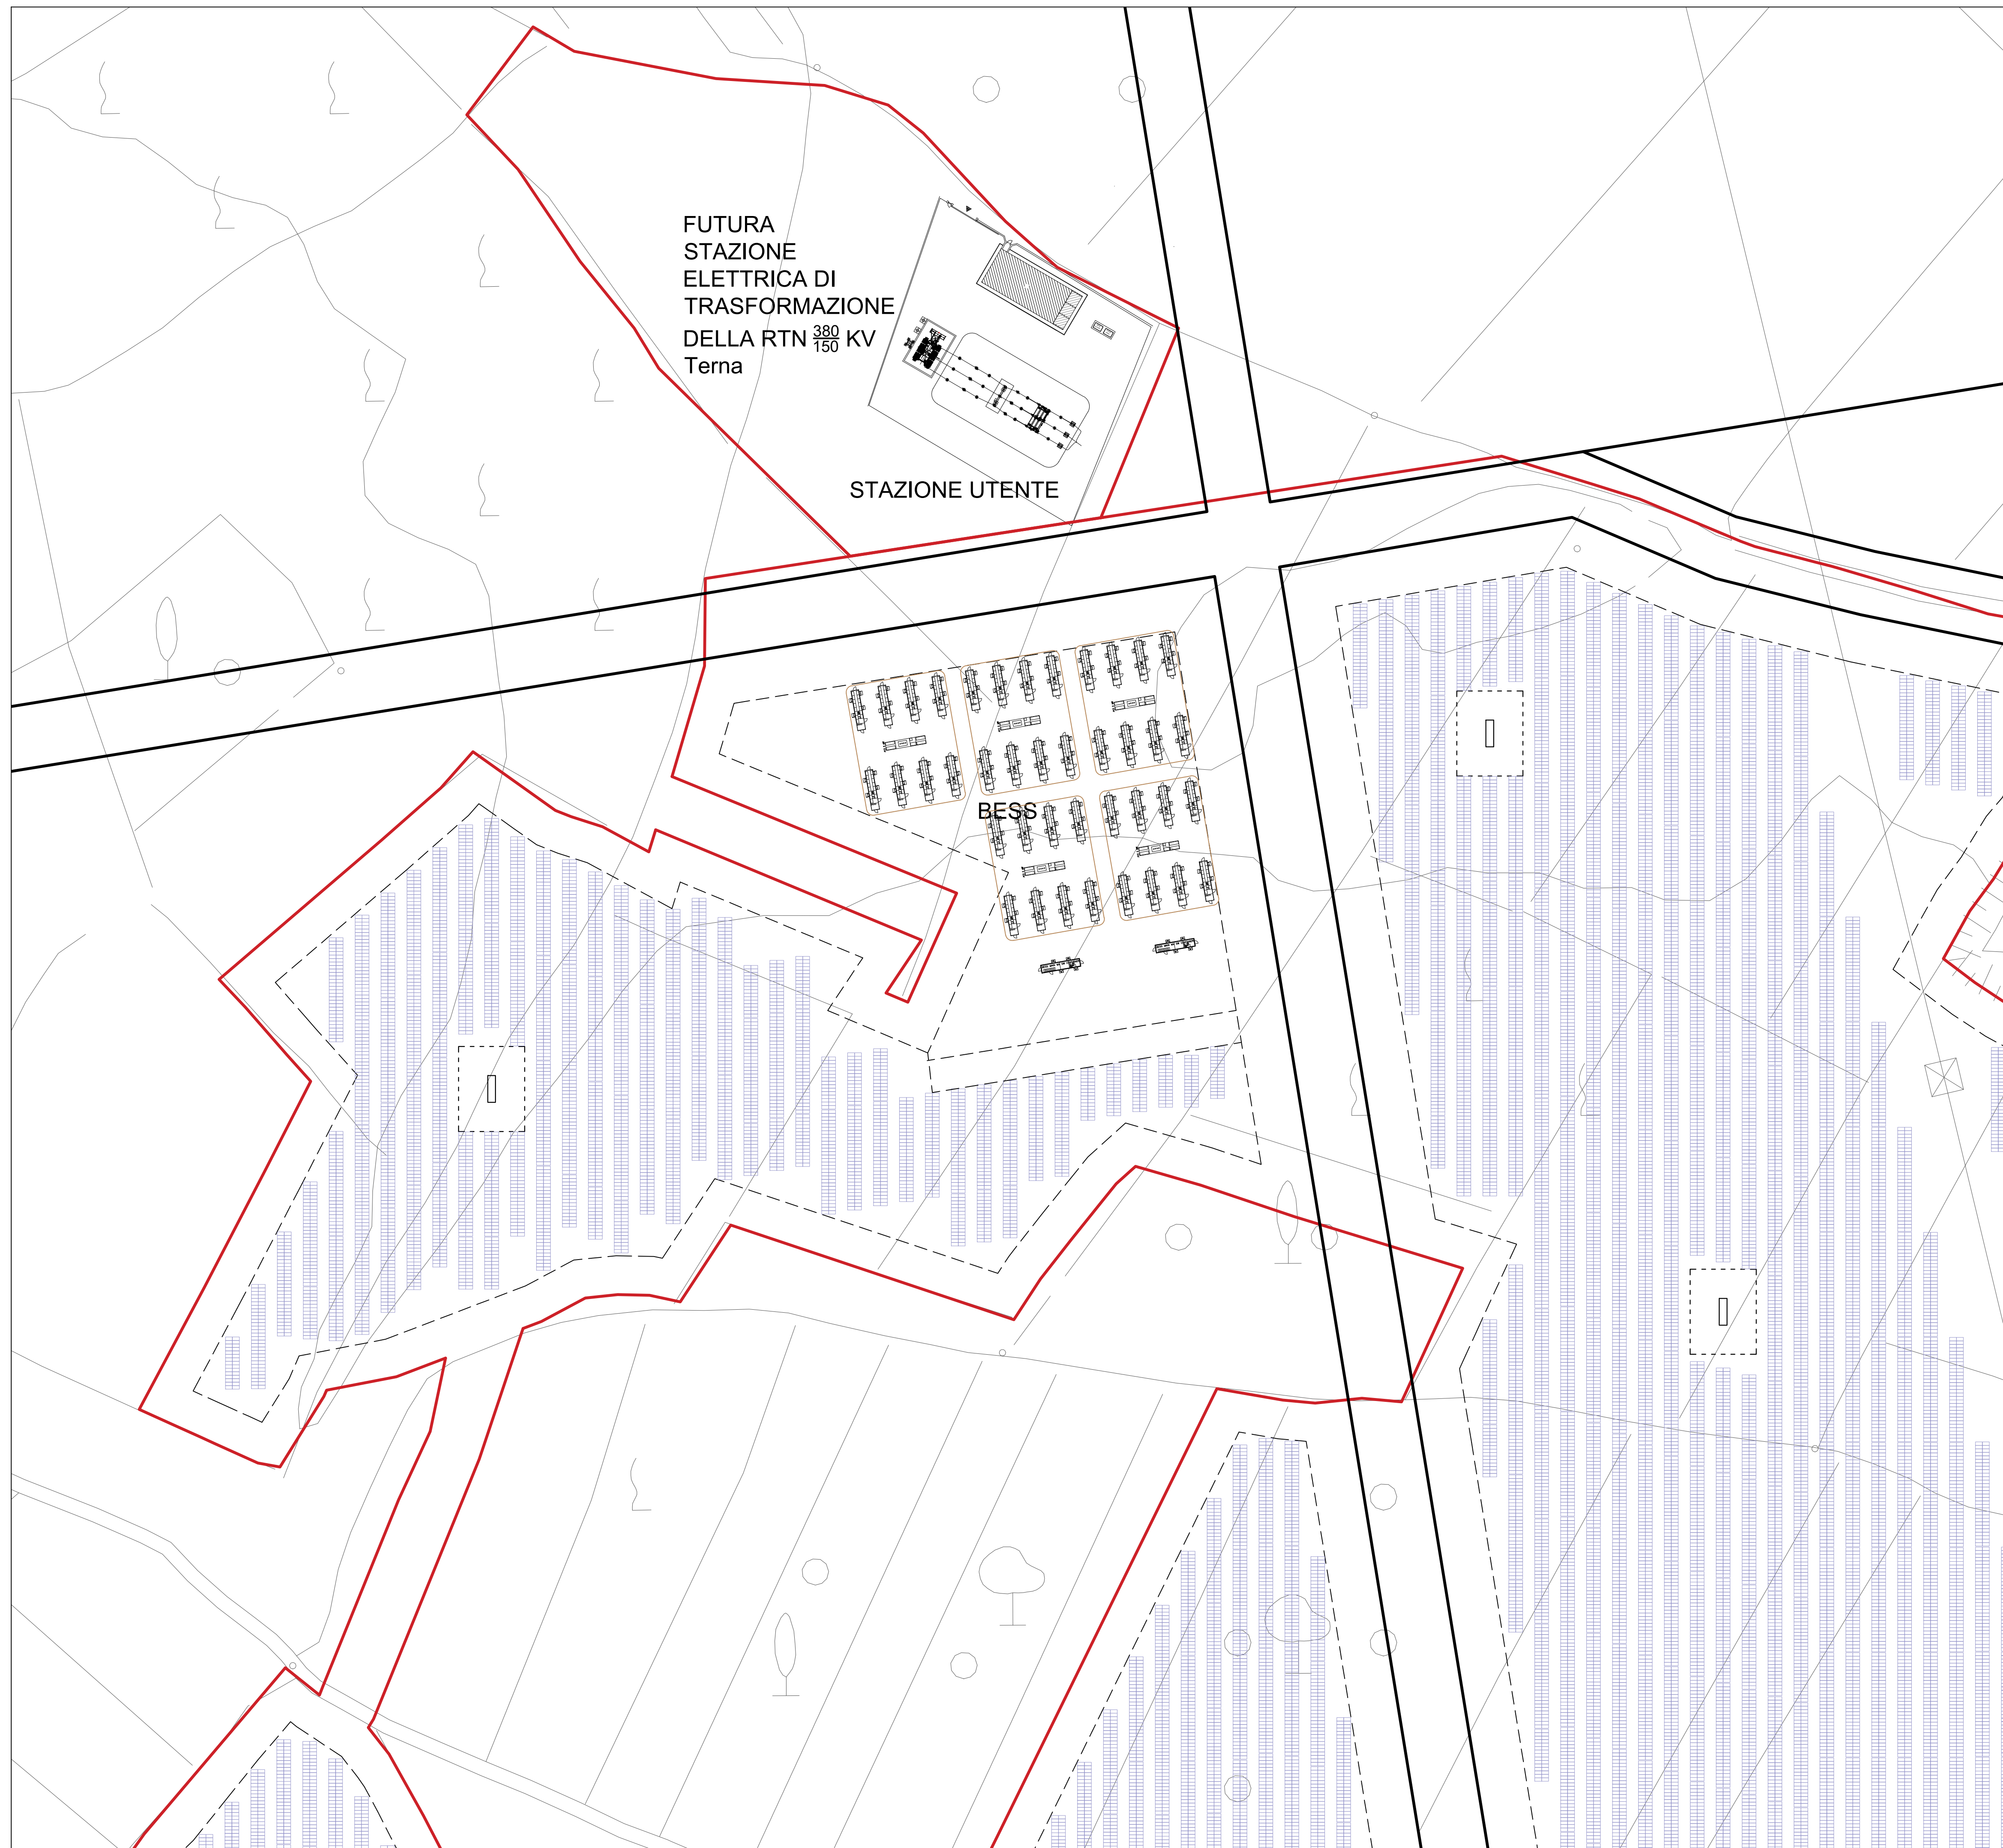 FUTURA
STAZIONE
ELETTRICA DI
TRASFORMAZIONE
DELLA RTN 380/150 KV
Terna
STAZIONE UTENTE
BESS